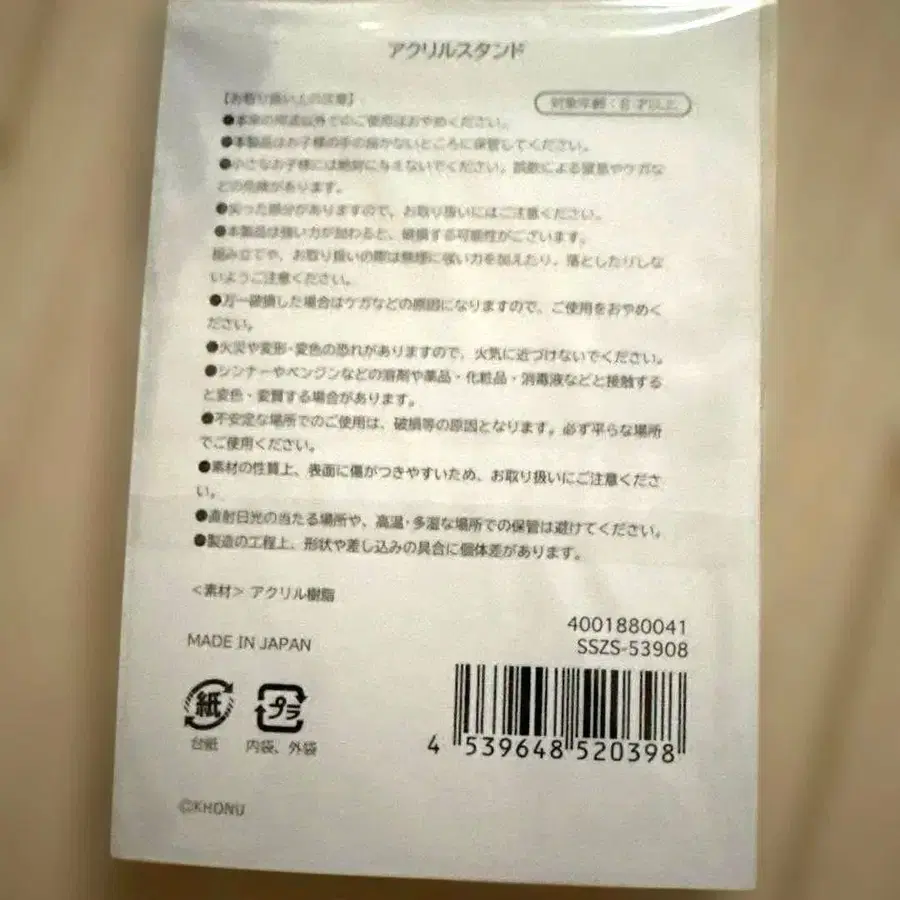 アクリルスタンド
【お取り扱い上の注意】
対象年齢：8才以上
●本来の用途以外でのご使用はおやめください。
●本製品はお子様の手の届かないところに保管してください。
●小さなお子様には絶対に与えないでください。誤飲による窒息やケガな
どの危険があります。
●尖った部分がありますので、お取り扱いにはご注意ください。
●本製品は強い力が加わると、破損する可能性がございます。
組み立てや、お取り扱いの際は無理に強い力を加えたり、落としたりしな
いようご注意ください。
●万一破損した場合はケガなどの原因になりますので、ご使用をおやめく
ださい。
●火災や変形・変色の恐れがありますので、火気に近づけないでください。
●シンナーやベンジンなどの溶剤や薬品・化粧品・消毒液などと接触する
と変色・変質する場合があります。
●不安定な場所でのご使用は、破損等の原因となります。必ず平らな場所
でご使用ください。
●素材の性質上、表面に傷がつきやすいため、お取り扱いにご注意くださ
い。
●直射日光の当たる場所や、高温・多湿な場所での保管は避けてください。
●製造の工程上、形状や差し込みの具合に個体差があります。
＜素材＞ アクリル樹脂
4001880041
MADE IN JAPAN
SSZS-53908
紙 プラ
台紙 内袋、外袋
4 539648 520398
©KHONU